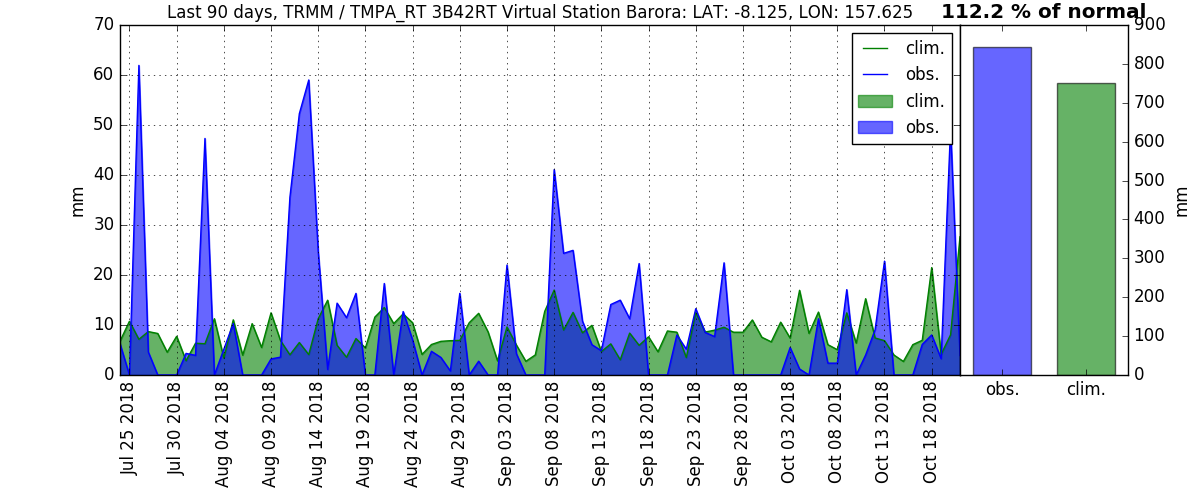 Last 90 days, TRMM / TMPA_RT 3B42RT Virtual Station Barora: LAT: -8.125, LON: 157.625
112.2 % of normal
70
60
50
40
30
20
10
0
mm
clim.
obs.
clim.
obs.
Jul 25 2018
Jul 30 2018
Aug 04 2018
Aug 09 2018
Aug 14 2018
Aug 19 2018
Aug 24 2018
Aug 29 2018
Sep 03 2018
Sep 08 2018
Sep 13 2018
Sep 18 2018
Sep 23 2018
Sep 28 2018
Oct 03 2018
Oct 08 2018
Oct 13 2018
Oct 18 2018
900
800
700
600
500
400
300
200
100
0
mm
obs.
clim.